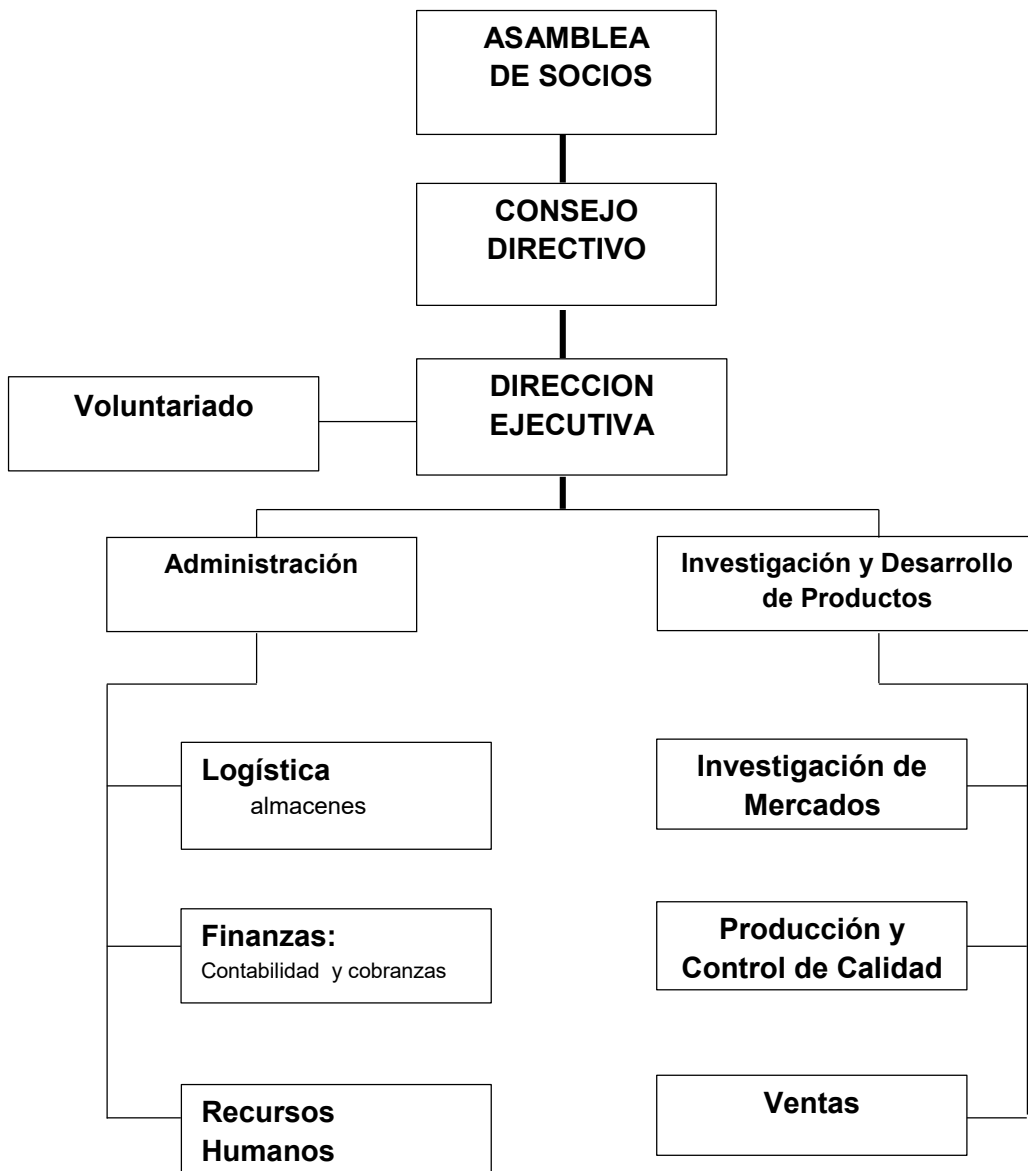 ASAMBLEA
DE SOCIOS
CONSEJO
DIRECTIVO
Voluntariado
DIRECCION
EJECUTIVA
Administración
Investigación y Desarrollo
de Productos
Logística
almacenes
Investigación de
Mercados
Finanzas:
Contabilidad y cobranzas
Producción y
Control de Calidad
Recursos
Humanos
Ventas